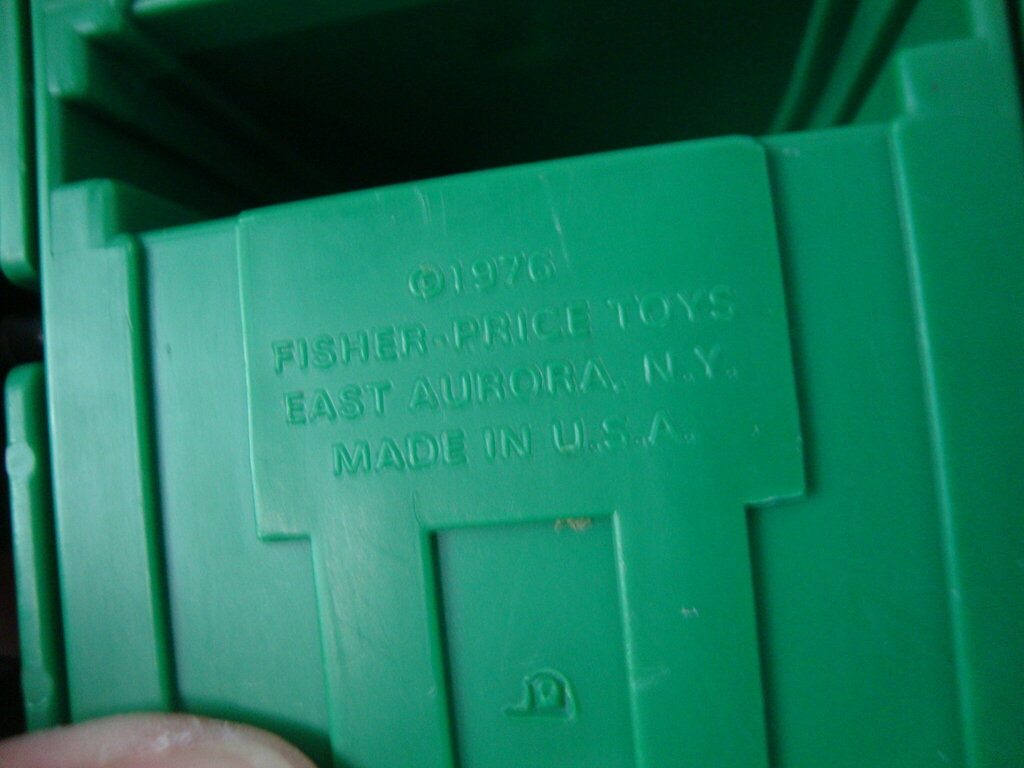 ©1976
FISHER-PRICE TOYS
EAST AURORA, N.Y.
MADE IN U.S.A.